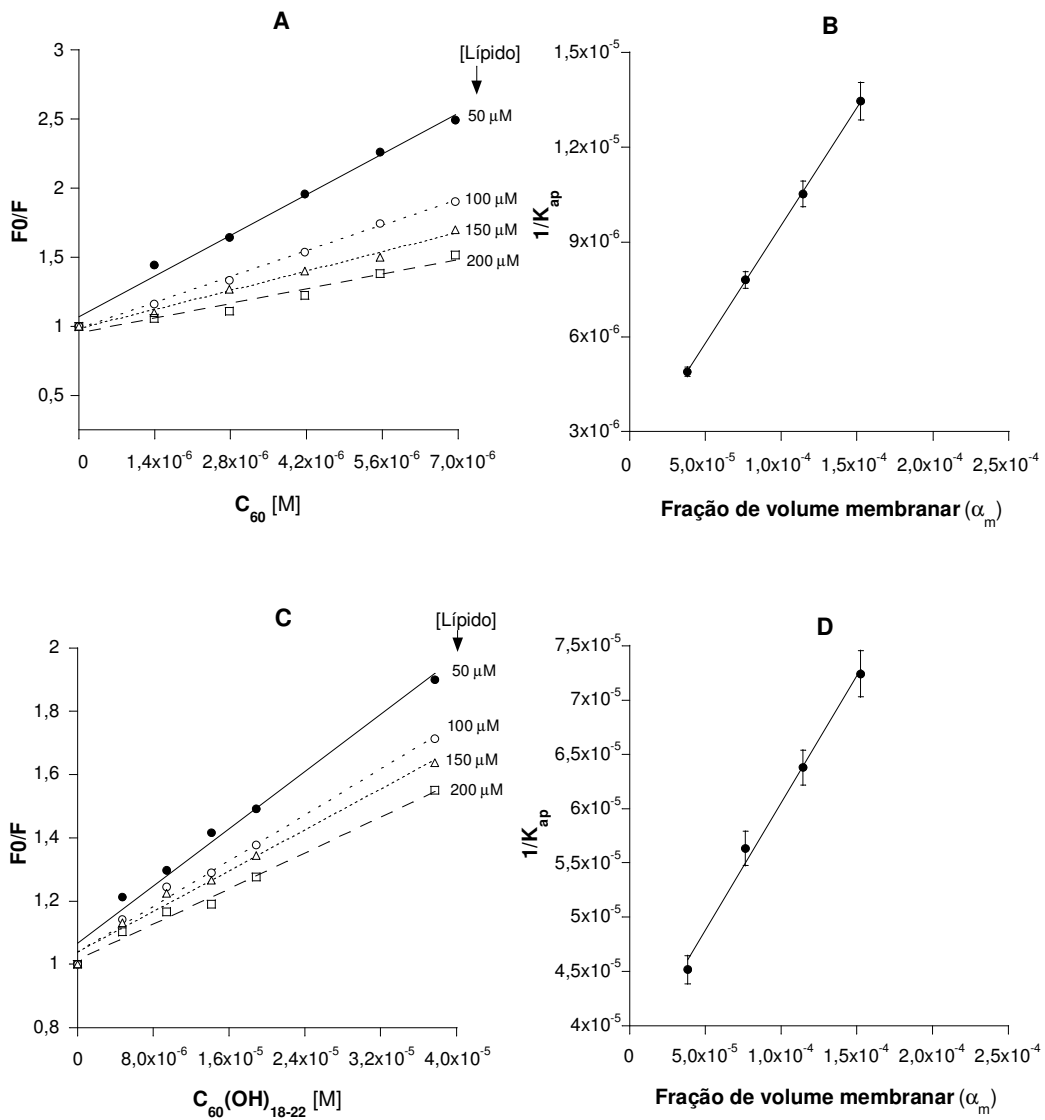 A
[Lípido]
3
2,5
2
1,5
1
0,5
F0/F
50 µM
100 µM
150 µM
200 µM
0
1,4x10⁻⁶
2,8x10⁻⁶
4,2x10⁻⁶
5,6x10⁻⁶
7,0x10⁻⁶
C₆₀ [M]
B
1,5x10⁻⁵
1,2x10⁻⁵
9x10⁻⁶
6x10⁻⁶
3x10⁻⁶
1/Kap
0
5,0x10⁻⁵
1,0x10⁻⁴
1,5x10⁻⁴
2,0x10⁻⁴
2,5x10⁻⁴
Fração de volume membranar (αm)
C
[Lípido]
2
1,8
1,6
1,4
1,2
1
0,8
F0/F
50 µM
100 µM
150 µM
200 µM
0
8,0x10⁻⁶
1,6x10⁻⁵
2,4x10⁻⁵
3,2x10⁻⁵
4,0x10⁻⁵
C₆₀(OH)₁₈₋₂₂ [M]
D
7,5x10⁻⁵
7x10⁻⁵
6,5x10⁻⁵
6x10⁻⁵
5,5x10⁻⁵
5x10⁻⁵
4,5x10⁻⁵
4x10⁻⁵
1/Kap
0
5,0x10⁻⁵
1,0x10⁻⁴
1,5x10⁻⁴
2,0x10⁻⁴
2,5x10⁻⁴
Fração de volume membranar (αm)